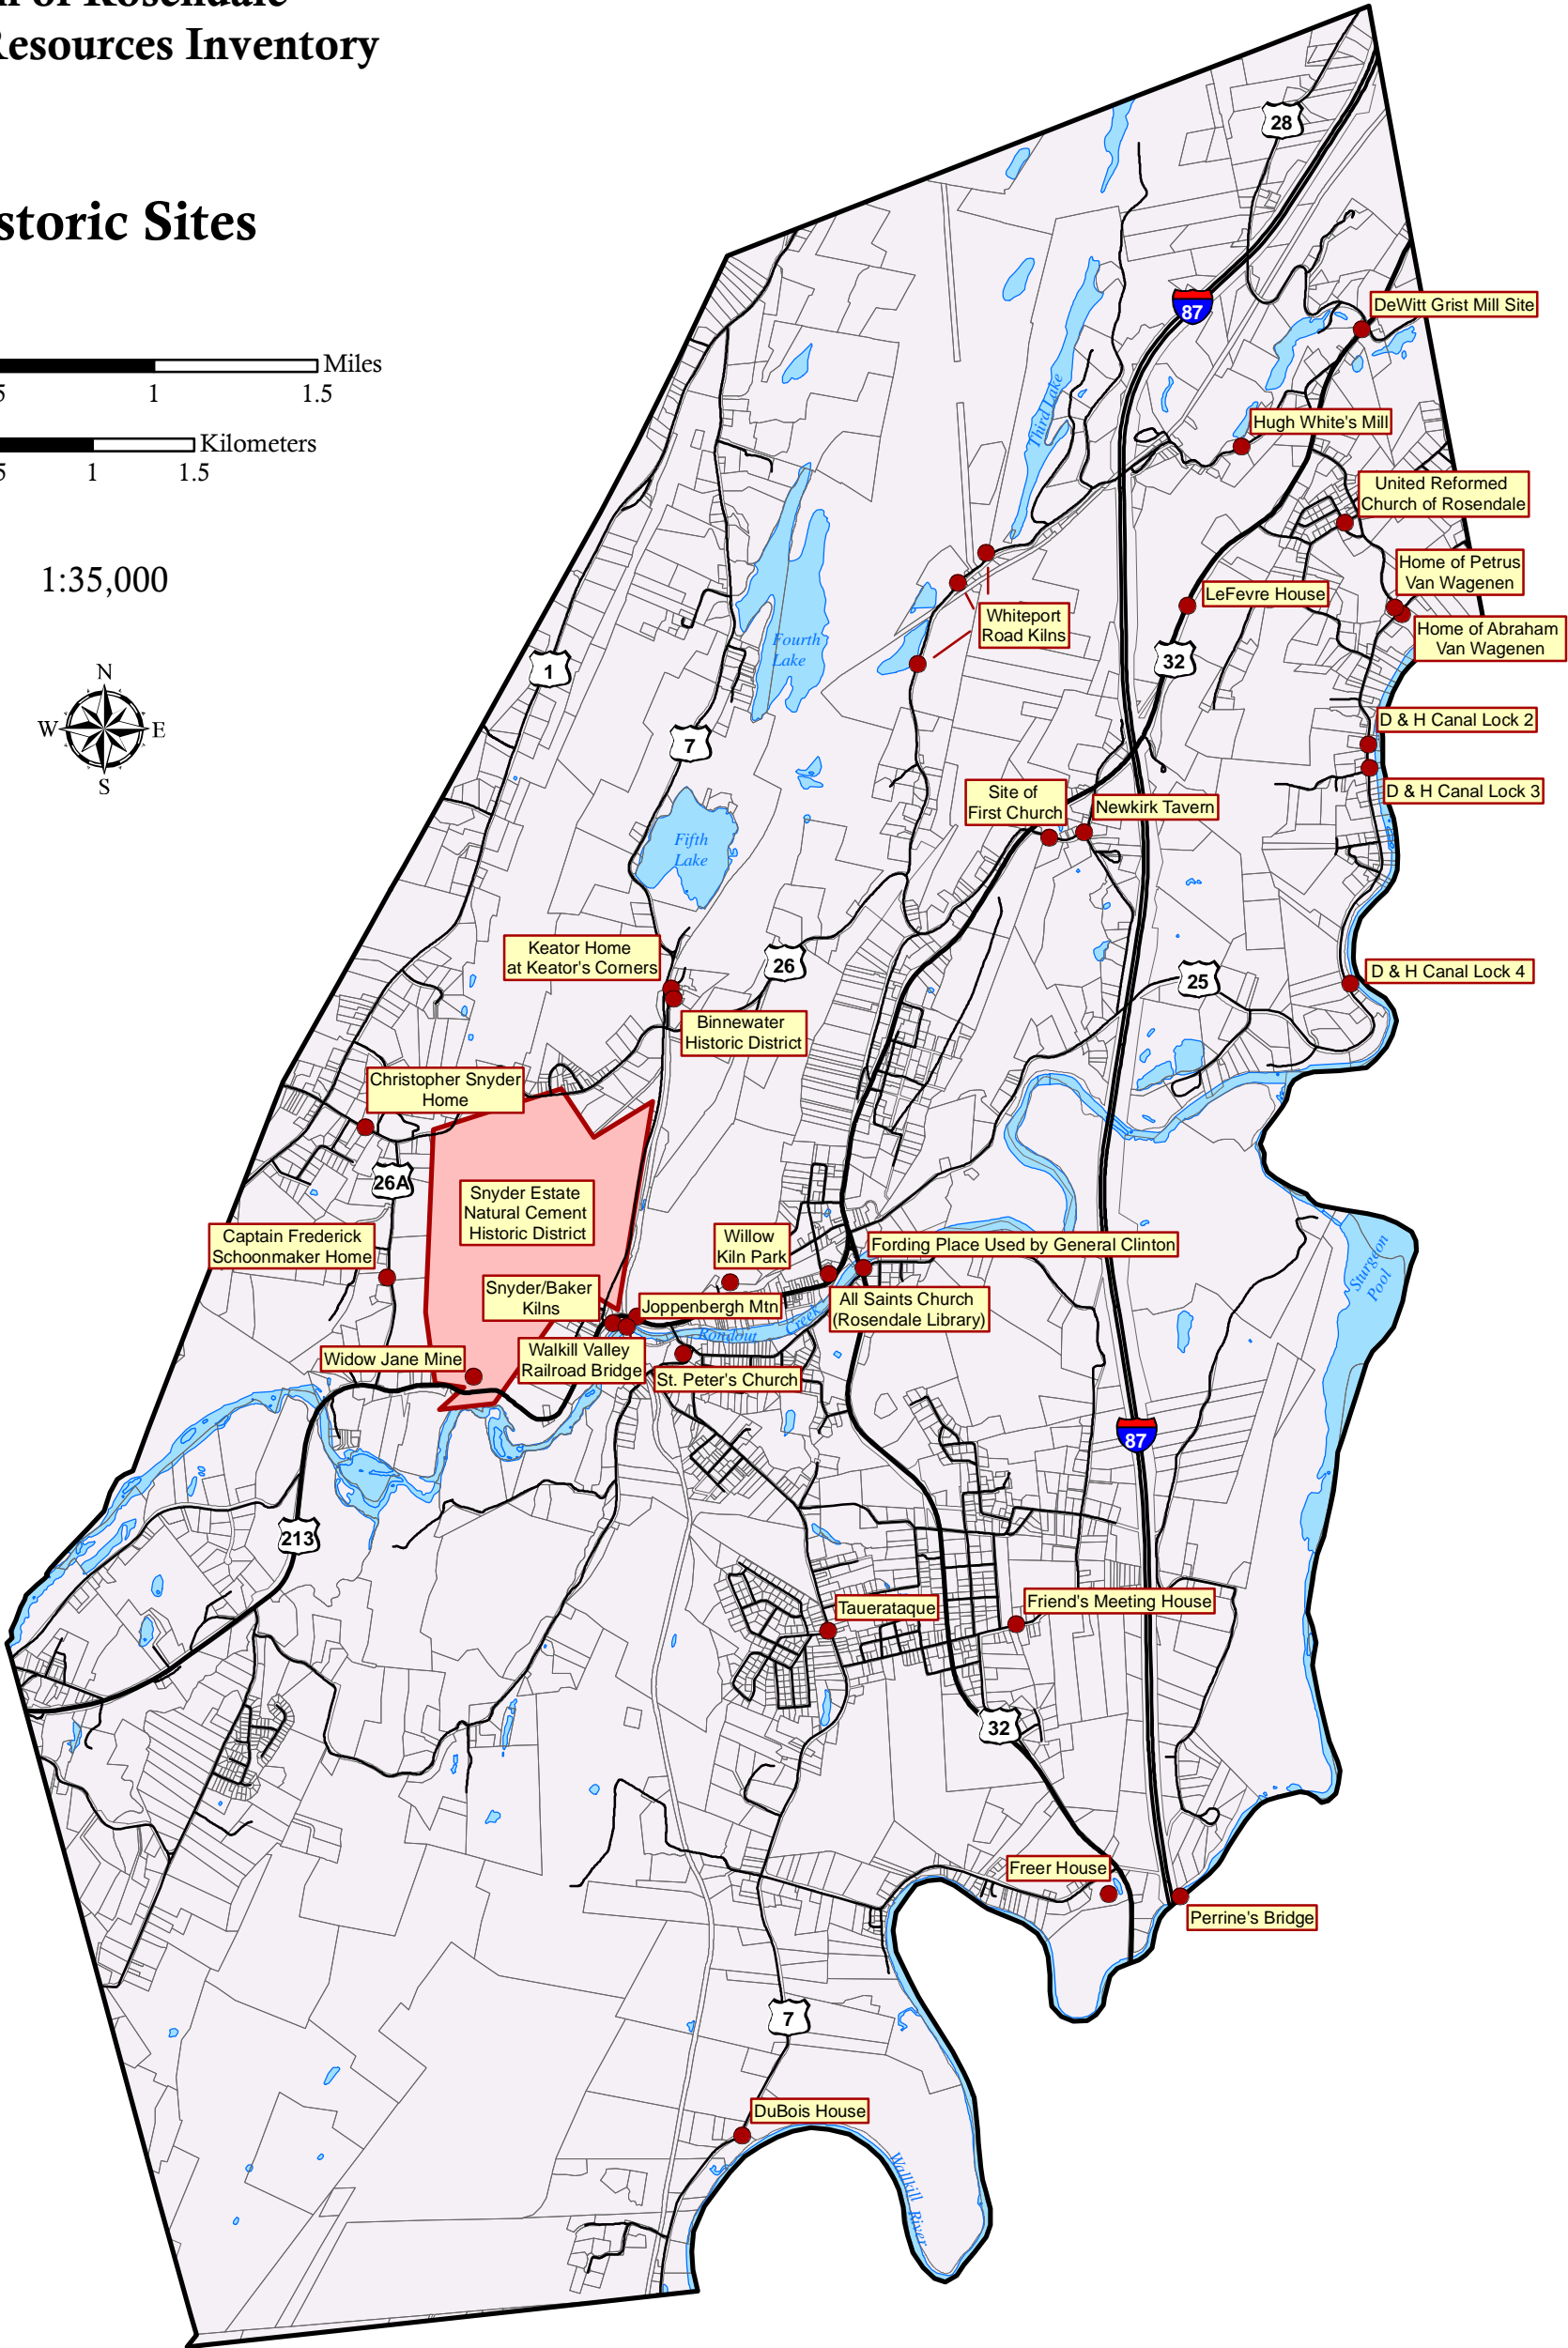 of Rosendale
Resources Inventory
storic Sites
Miles
5 1 1.5
Kilometers
5 1 1.5
1:35,000
N
W E
S
28
87
DeWitt Grist Mill Site
Third Lake
Hugh White's Mill
United Reformed
Church of Rosendale
Home of Petrus
Van Wagenen
LeFevre House
Whiteport
Road Kilns
Home of Abraham
Van Wagenen
Fourth
Lake
32
1
7
D & H Canal Lock 2
D & H Canal Lock 3
Site of
First Church
Newkirk Tavern
Fifth
Lake
Keator Home
at Keator's Corners
26
25
D & H Canal Lock 4
Binnewater
Historic District
Christopher Snyder
Home
26A
Snyder Estate
Natural Cement
Historic District
Captain Frederick
Schoonmaker Home
Willow
Kiln Park
Fording Place Used by General Clinton
Sturgeon
Pool
Snyder/Baker
Kilns
Joppenbergh Mtn
All Saints Church
(Rosendale Library)
Rondout Creek
Walkill Valley
Railroad Bridge
Widow Jane Mine
St. Peter's Church
87
213
Tauerataque
Friend's Meeting House
32
Freer House
Perrine's Bridge
7
DuBois House
Wallkill River